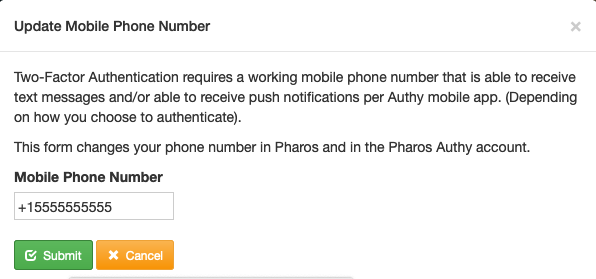 Update Mobile Phone Number ×
Two-Factor Authentication requires a working mobile phone number that is able to receive
text messages and/or able to receive push notifications per Authy mobile app. (Depending
on how you choose to authenticate).
This form changes your phone number in Pharos and in the Pharos Authy account.
Mobile Phone Number
+15555555555
Submit Cancel